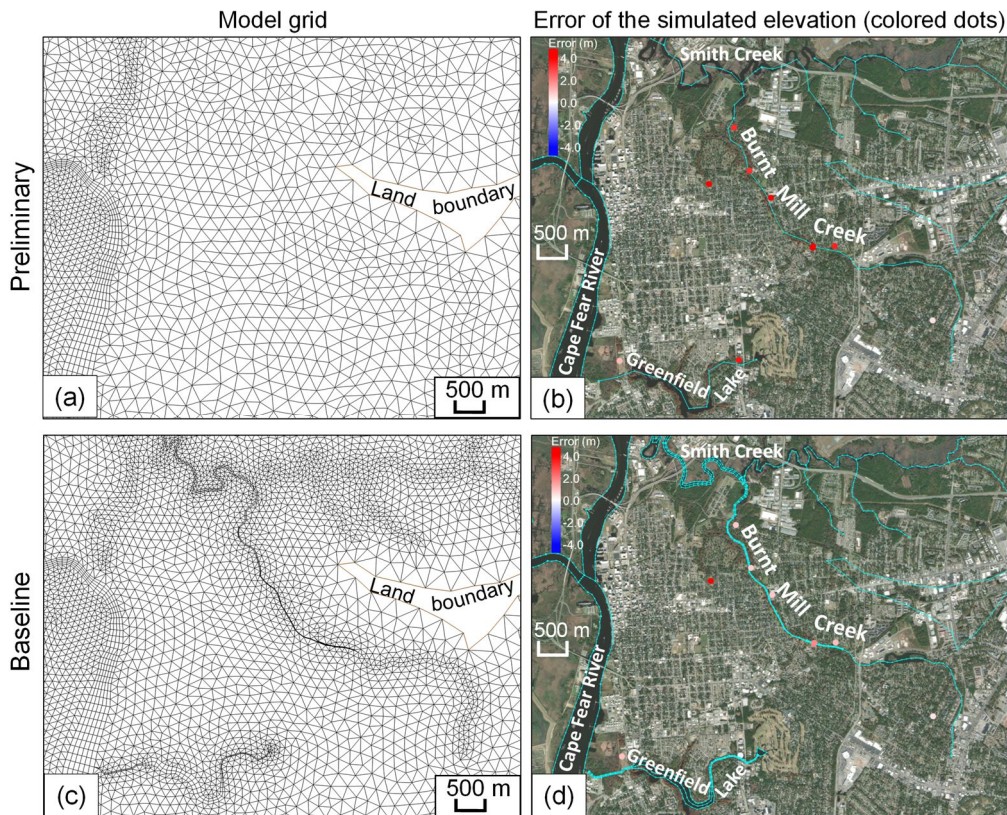 Model grid
Error of the simulated elevation (colored dots)
Preliminary
Land boundary
(a)
500 m
Error (m)
4.0
2.0
0.0
-2.0
-4.0
Smith Creek
Burnt Mill Creek
500 m
Cape Fear River
Greenfield Lake
(b)
Baseline
Land boundary
(c)
500 m
Error (m)
4.0
2.0
0.0
-2.0
-4.0
Smith Creek
Burnt Mill Creek
500 m
Cape Fear River
Greenfield Lake
(d)